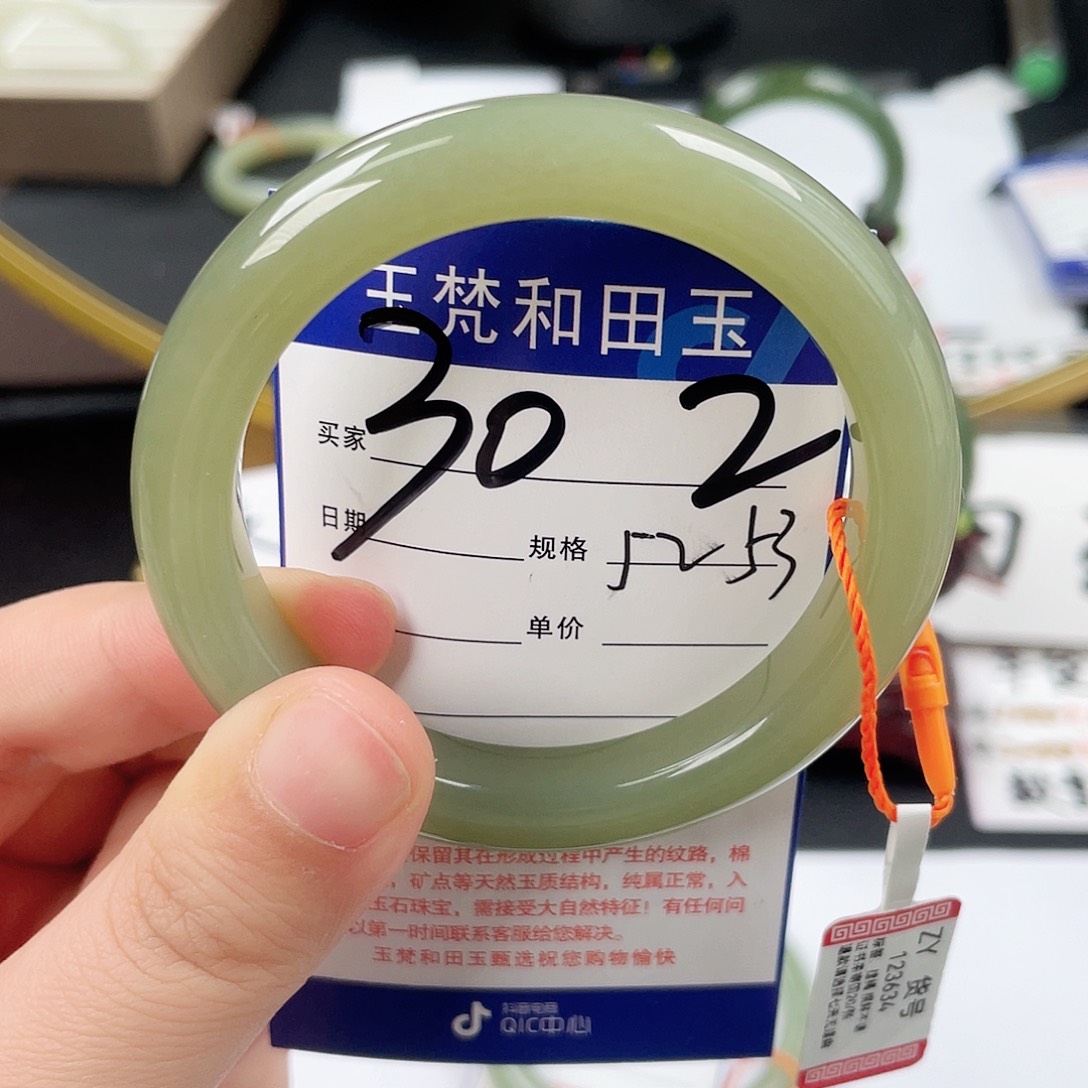 玉梵和田玉
30 2
买家
日期
规格 52-53
单价
保留其在形成过程中产生的纹路，棉
，矿点等天然玉质结构，纯属正常，入
玉石珠宝，需接受大自然特征！有任何问
以第一时间联系客服给您解决。
玉梵和田玉甄选祝您购物愉快
抖音电商
QIC中心
ZY 货号
123634